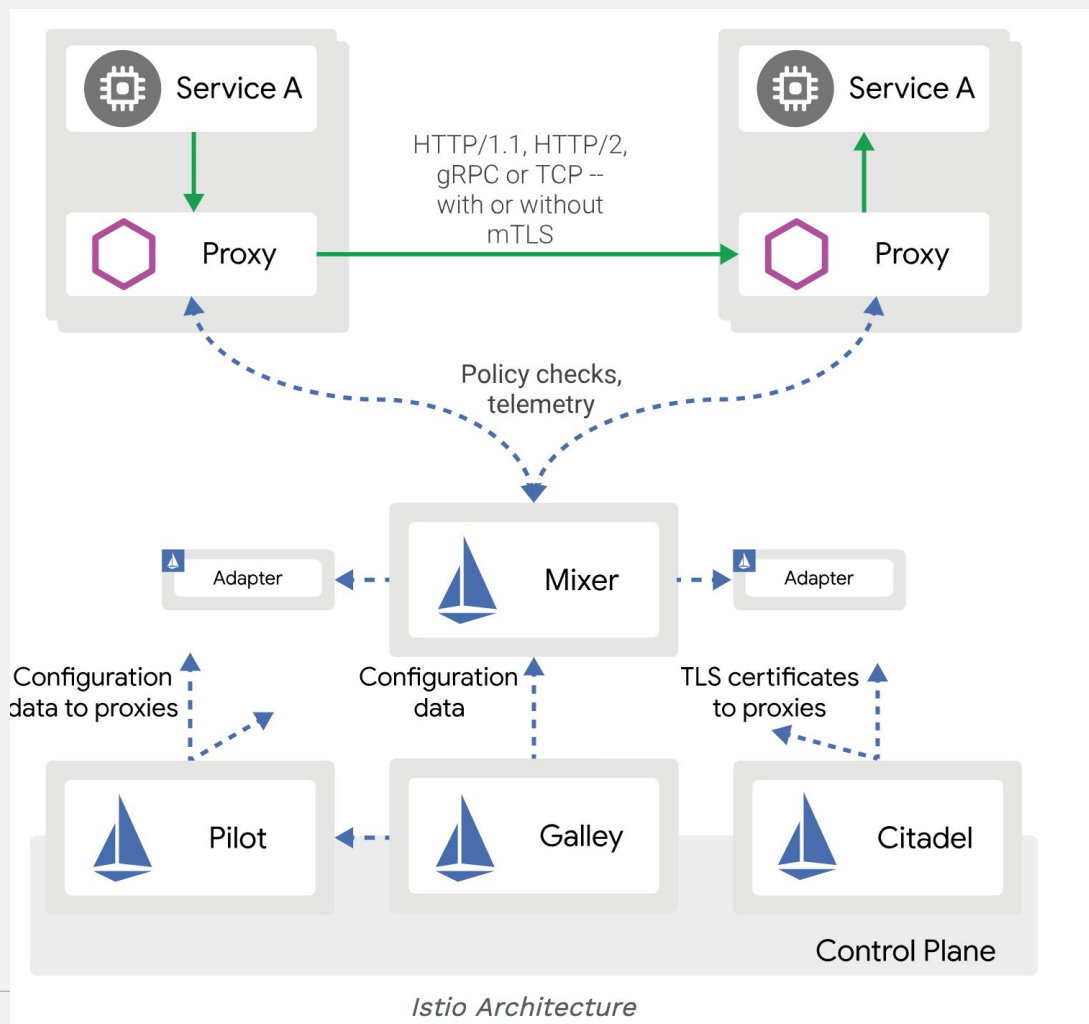 Service A
Service A
HTTP/1.1, HTTP/2,
gRPC or TCP --
with or without
mTLS
Proxy
Proxy
Policy checks,
telemetry
Adapter
Mixer
Adapter
Configuration
data to proxies
Configuration
data
TLS certificates
to proxies
Pilot
Galley
Citadel
Control Plane
Istio Architecture